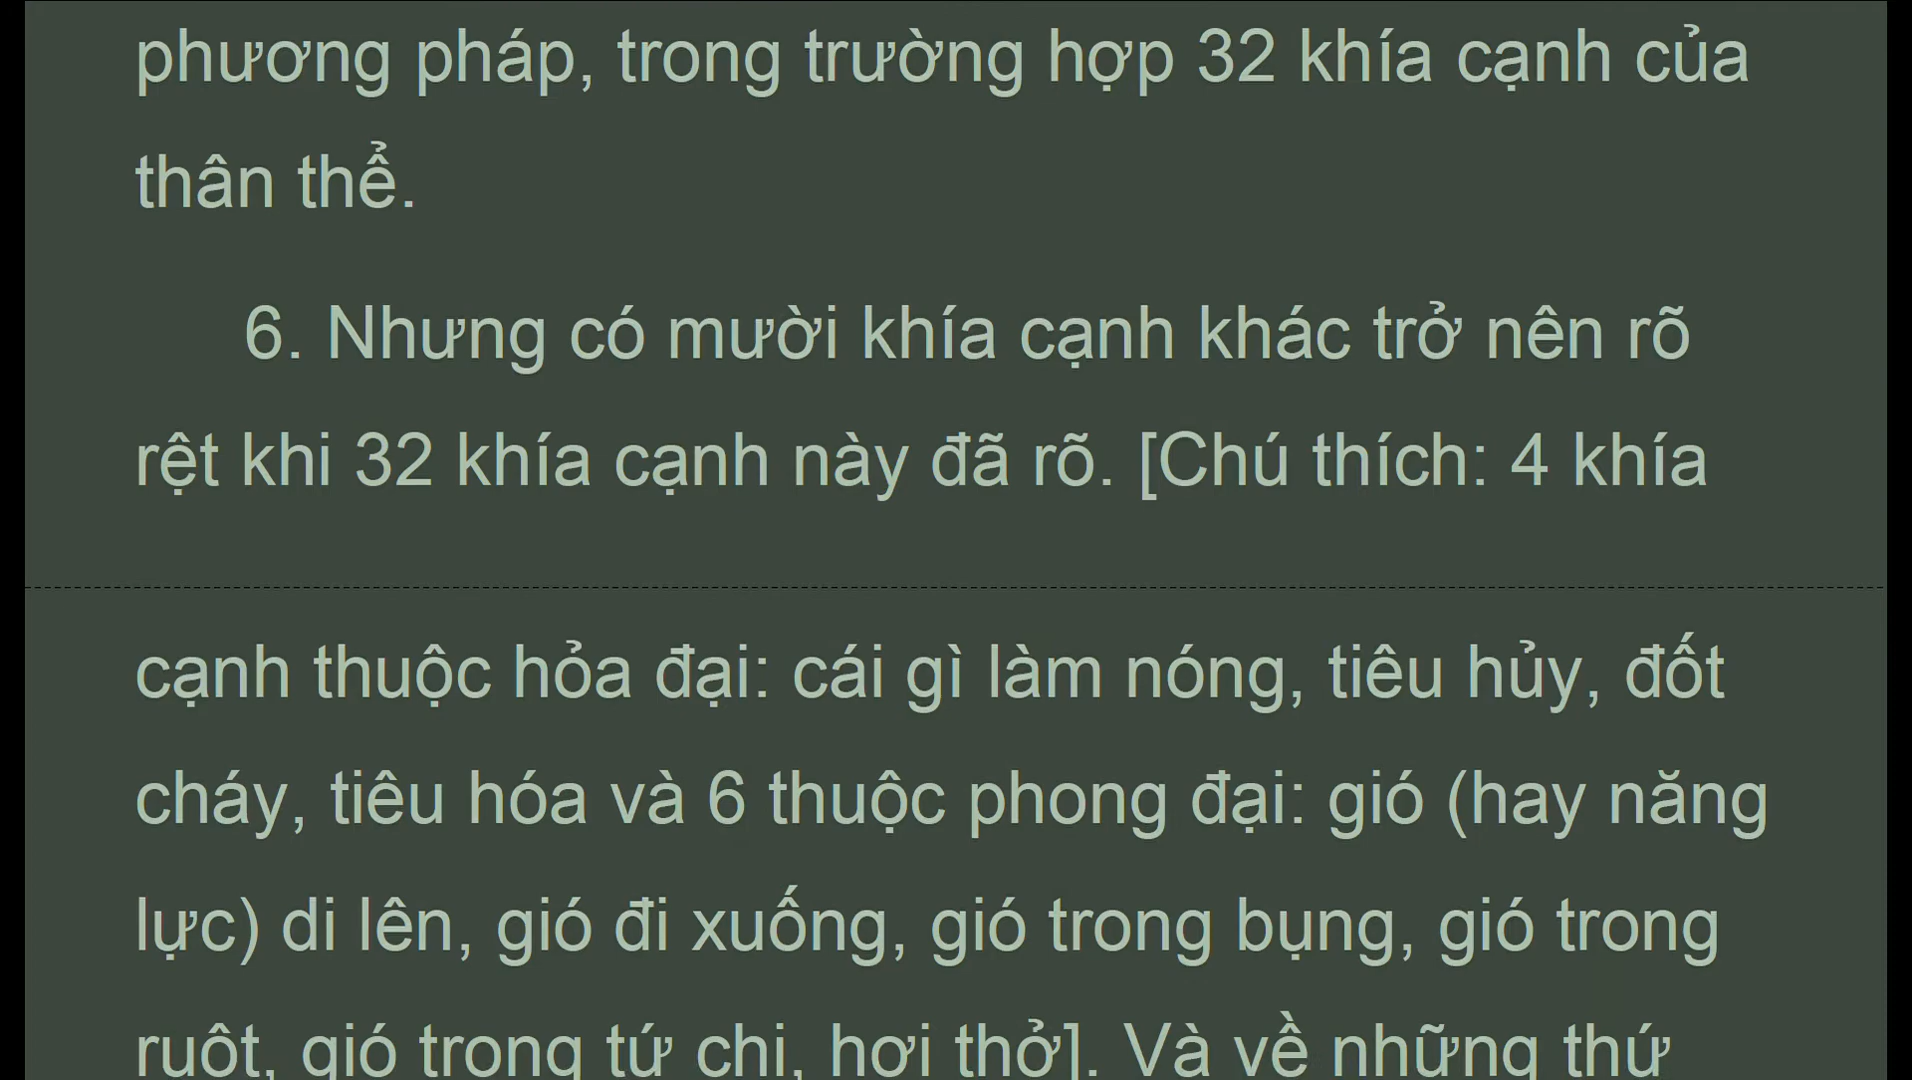 phương pháp, trong trường hợp 32 khía cạnh của
thân thể.
6. Nhưng có mười khía cạnh khác trở nên rõ
rệt khi 32 khía cạnh này đã rõ. [Chú thích: 4 khía
cạnh thuộc hỏa đại: cái gì làm nóng, tiêu hủy, đốt
cháy, tiêu hóa và 6 thuộc phong đại: gió (hay năng
lực) di lên, gió đi xuống, gió trong bụng, gió trong
ruột, gió trong tứ chi, hơi thở]. Và về những thứ